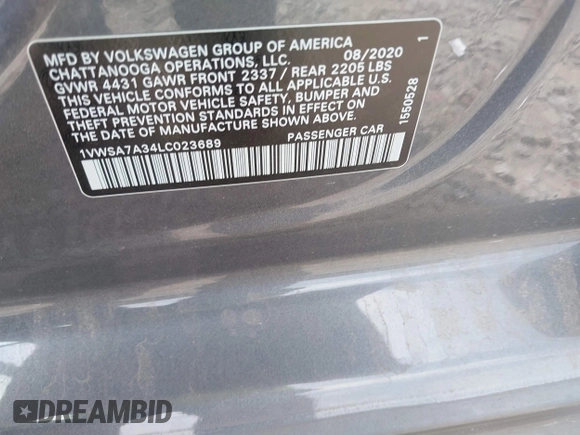 MFD BY VOLKSWAGEN GROUP OF AMERICA
CHATTANOOGA OPERATIONS, LLC. 08/2020 1
GVWR 4431 GAWR FRONT 2337 / REAR 2205 LBS
THIS VEHICLE CONFORMS TO ALL APPLICABLE U.S.
FEDERAL MOTOR VEHICLE SAFETY, BUMPER AND
THEFT PREVENTION STANDARDS IN EFFECT ON
THE DATE OF MANUFACTURE SHOWN ABOVE.
1VWSA7A34LC023689 PASSENGER CAR
1550528
DREAMBID